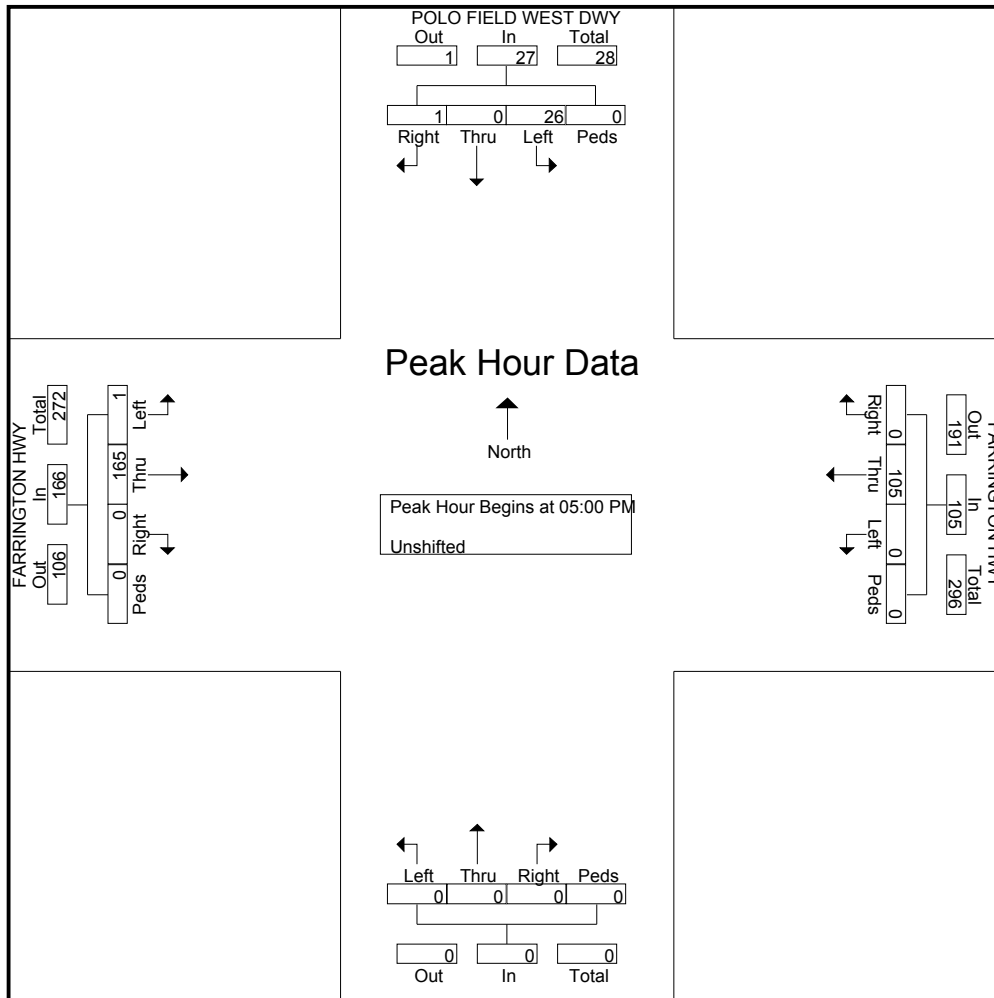 POLO FIELD WEST DWY
Out In Total
1 27 28
1 0 26 0
Right Thru Left Peds
Peak Hour Data
North
Peak Hour Begins at 05:00 PM
Unshifted
FARRINGTON HWY
Total In Out
272 166 106
1 165 0 0
Left Thru Right Peds
FARRINGTON HWY
Out In Total
191 105 296
0 105 0 0
Right Thru Left Peds
Left Thru Right Peds
0 0 0 0
0 0 0
Out In Total